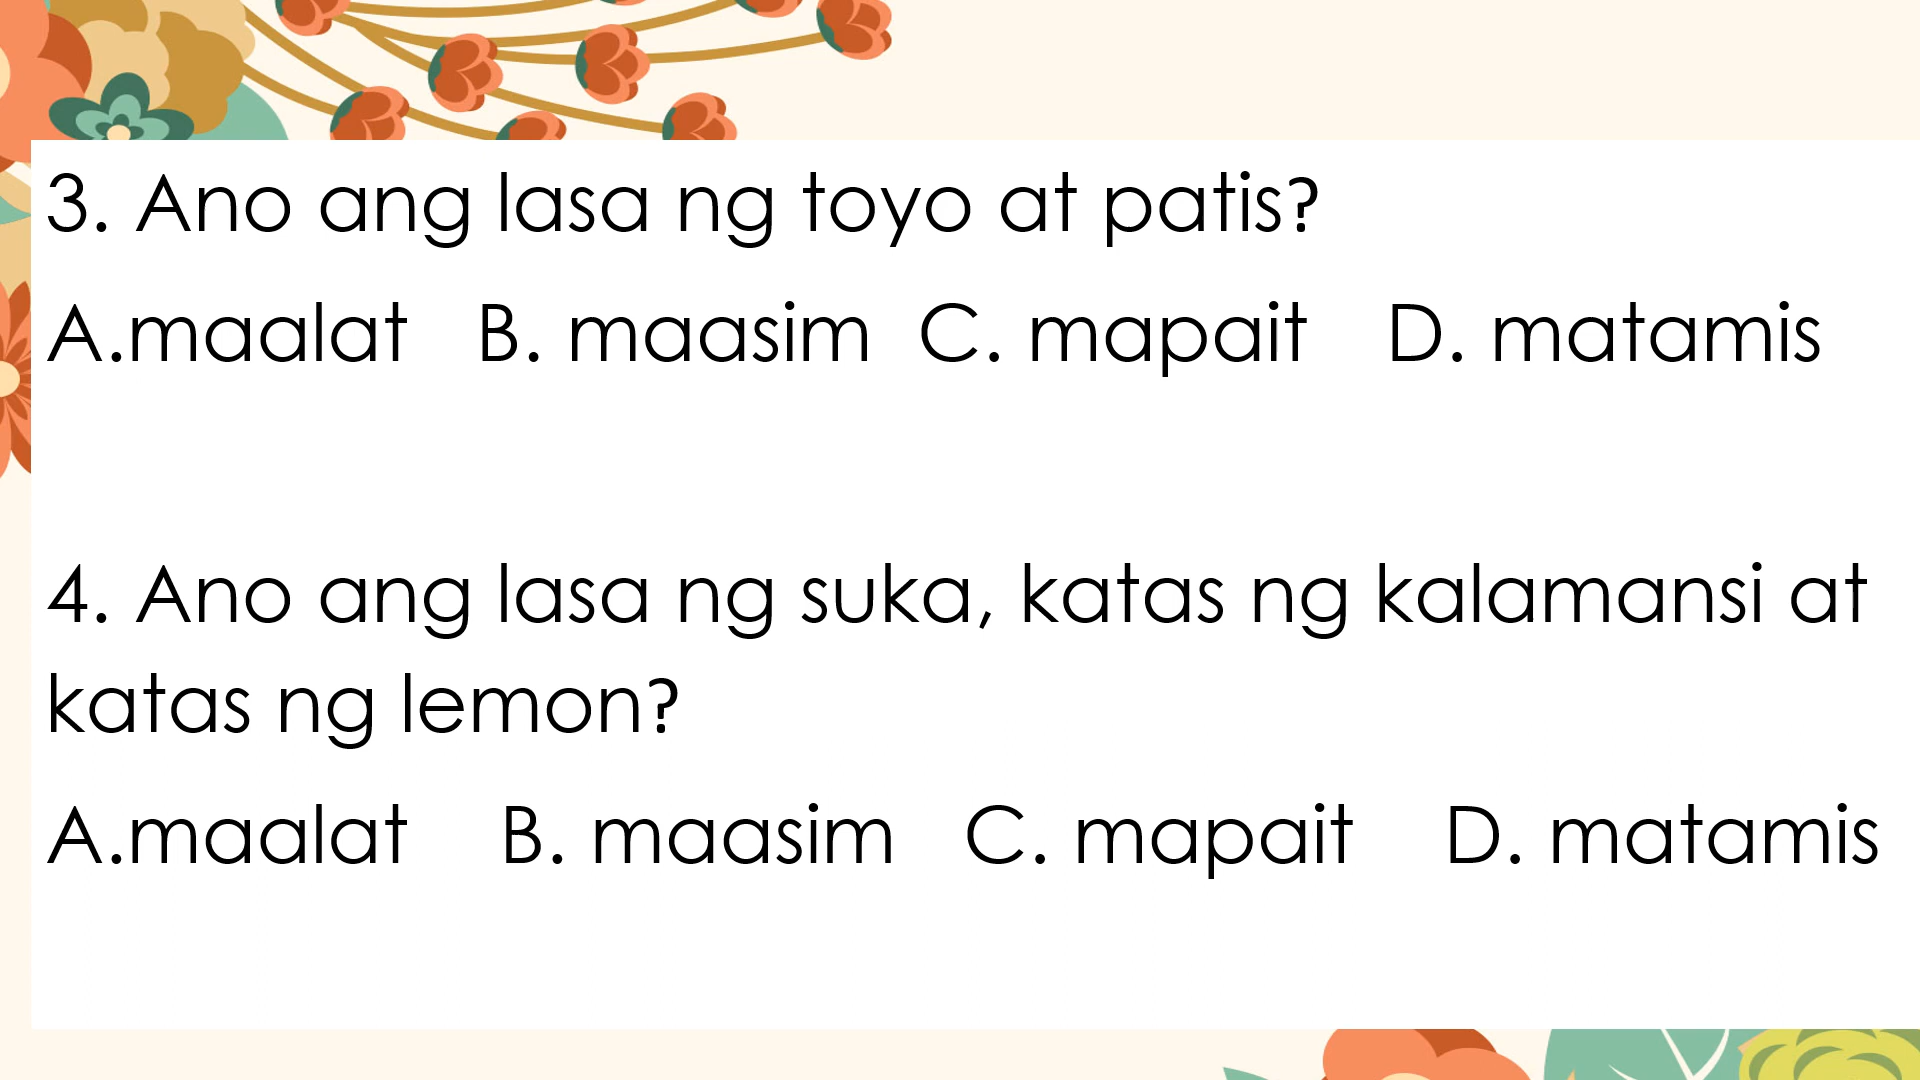 3. Ano ang lasa ng toyo at patis?
A.maalat B. maasim C. mapait D. matamis
4. Ano ang lasa ng suka, katas ng kalamansi at
katas ng lemon?
A.maalat B. maasim C. mapait D. matamis